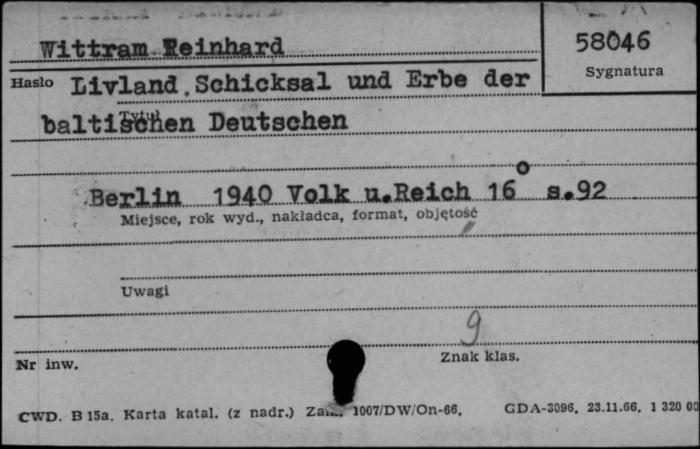 Wittram Reinhard
58046
Sygnatura
Hasło Livland. Schicksal und Erbe der
Tytuł
baltischen Deutschen
Berlin 1940 Volk u.Reich 16° s.92
Miejsce, rok wyd., nakładca, format, objętość
Uwagi
9
Nr inw.
Znak klas.
CWD. B 15a. Karta katal. (z nadr.) 1007/DW/On-66. GDA-3096. 23.11.66. 1 320 00